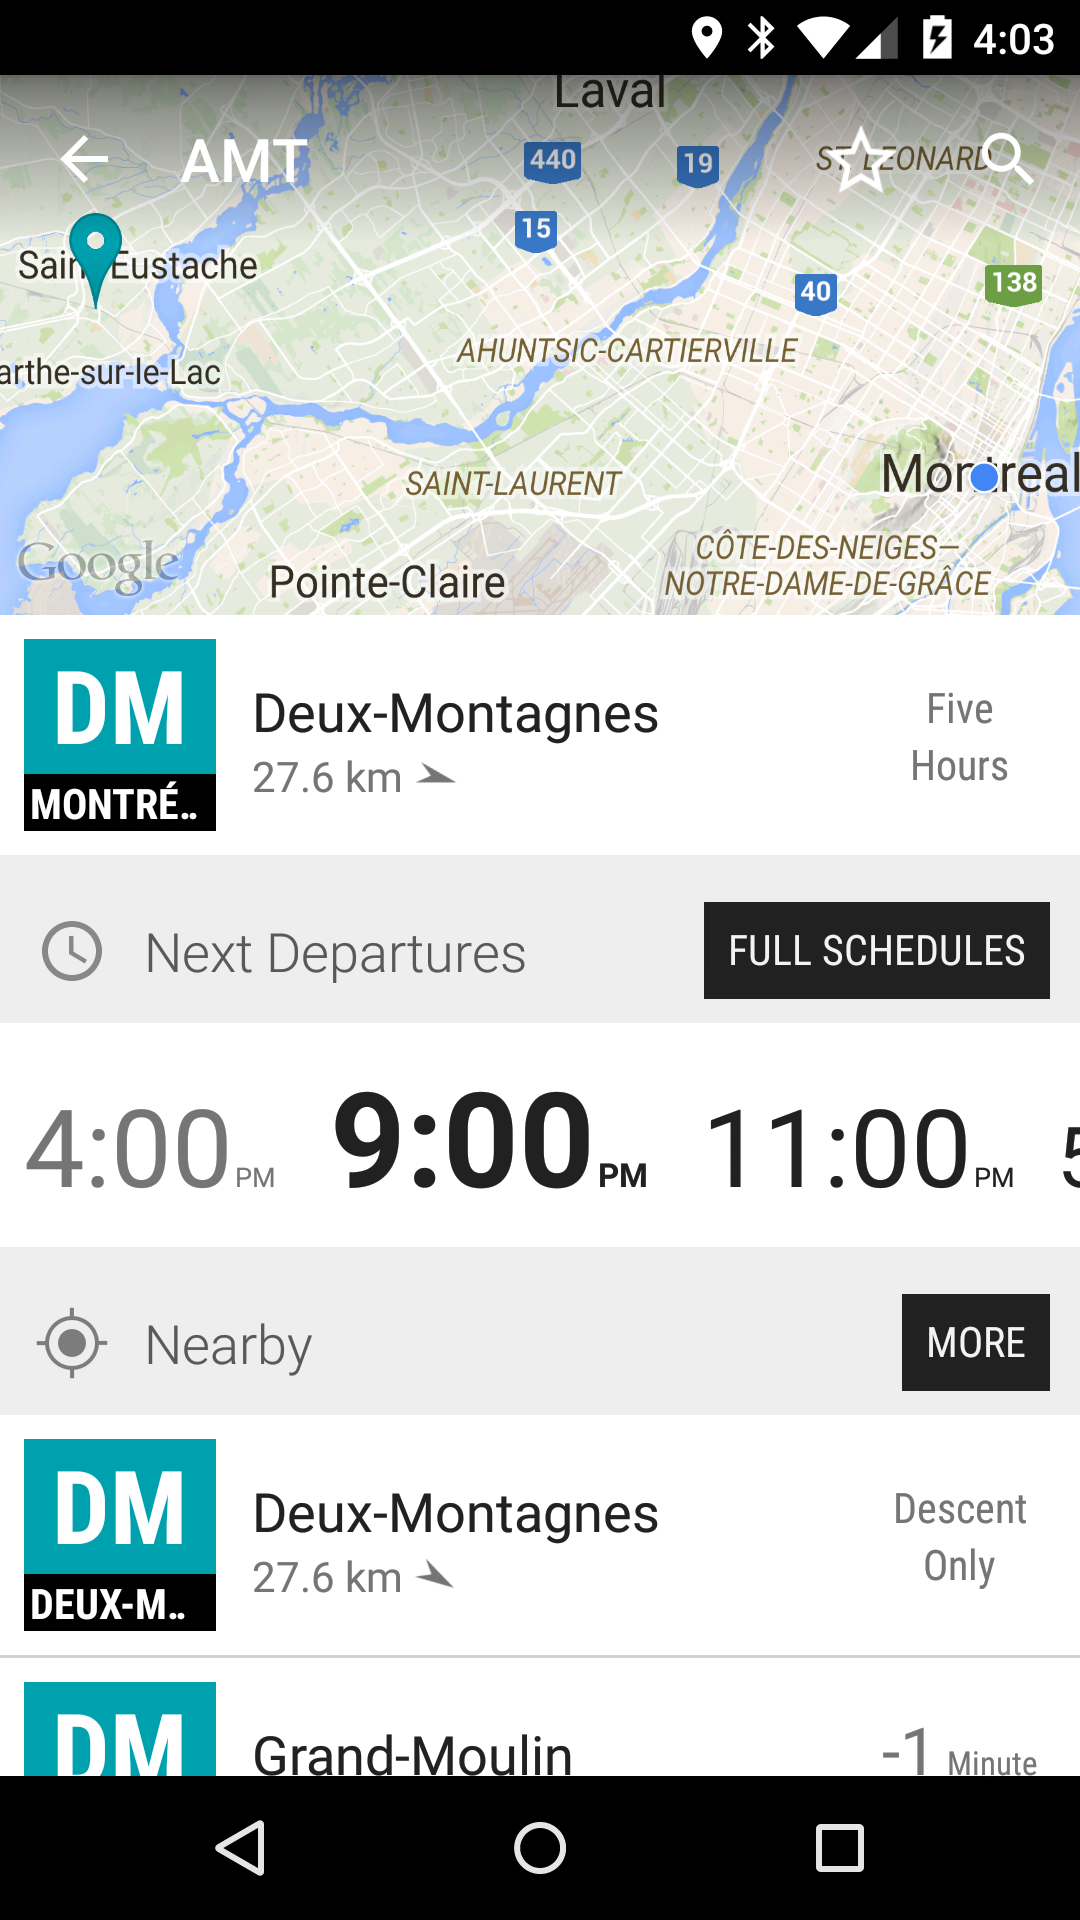 4:03
Laval
AMT
440
19
ST-LEONARD
15
Saint-Eustache
40
138
AHUNTSIC-CARTIERVILLE
arthe-sur-le-Lac
Montreal
SAINT-LAURENT
CÔTE-DES-NEIGES—
NOTRE-DAME-DE-GRÂCE
Google
Pointe-Claire
DM
MONTRÉ..
Deux-Montagnes
27.6 km
Five
Hours
Next Departures
FULL SCHEDULES
4:00 PM
9:00 PM
11:00 PM
5
Nearby
MORE
DM
DEUX-M..
Deux-Montagnes
27.6 km
Descent
Only
DM
Grand-Moulin
-1 Minute